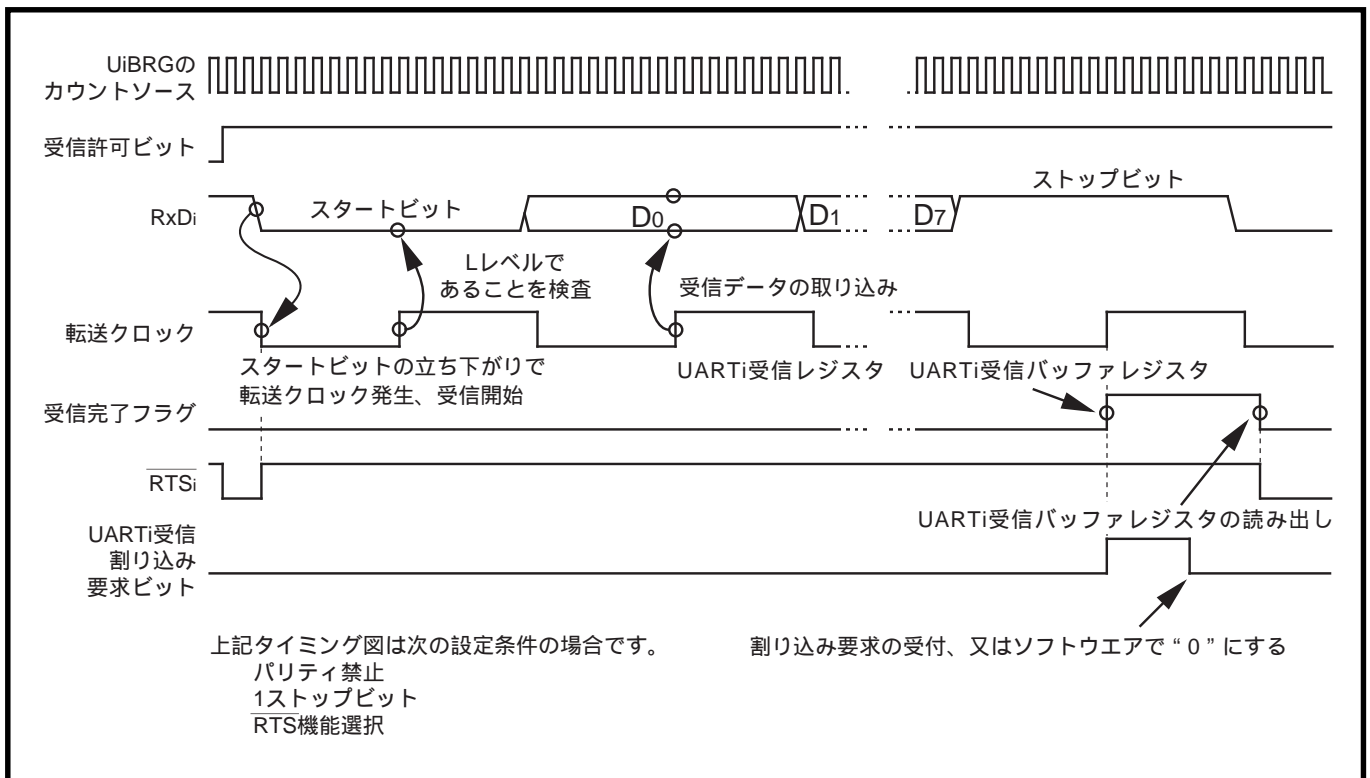 UiBRGの
カウントソース
受信許可ビット
ストップビット
RxDi
スタートビット
D0
D1
D7
Lレベルで
あることを検査
受信データの取り込み
転送クロック
スタートビットの立ち下がりで
転送クロック発生、受信開始
UARTi受信レジスタ
UARTi受信バッファレジスタ
受信完了フラグ
RTSi
UARTi受信バッファレジスタの読み出し
UARTi受信
割り込み
要求ビット
上記タイミング図は次の設定条件の場合です。
パリティ禁止
1ストップビット
RTS機能選択
割り込み要求の受付、又はソフトウエアで“0”にする